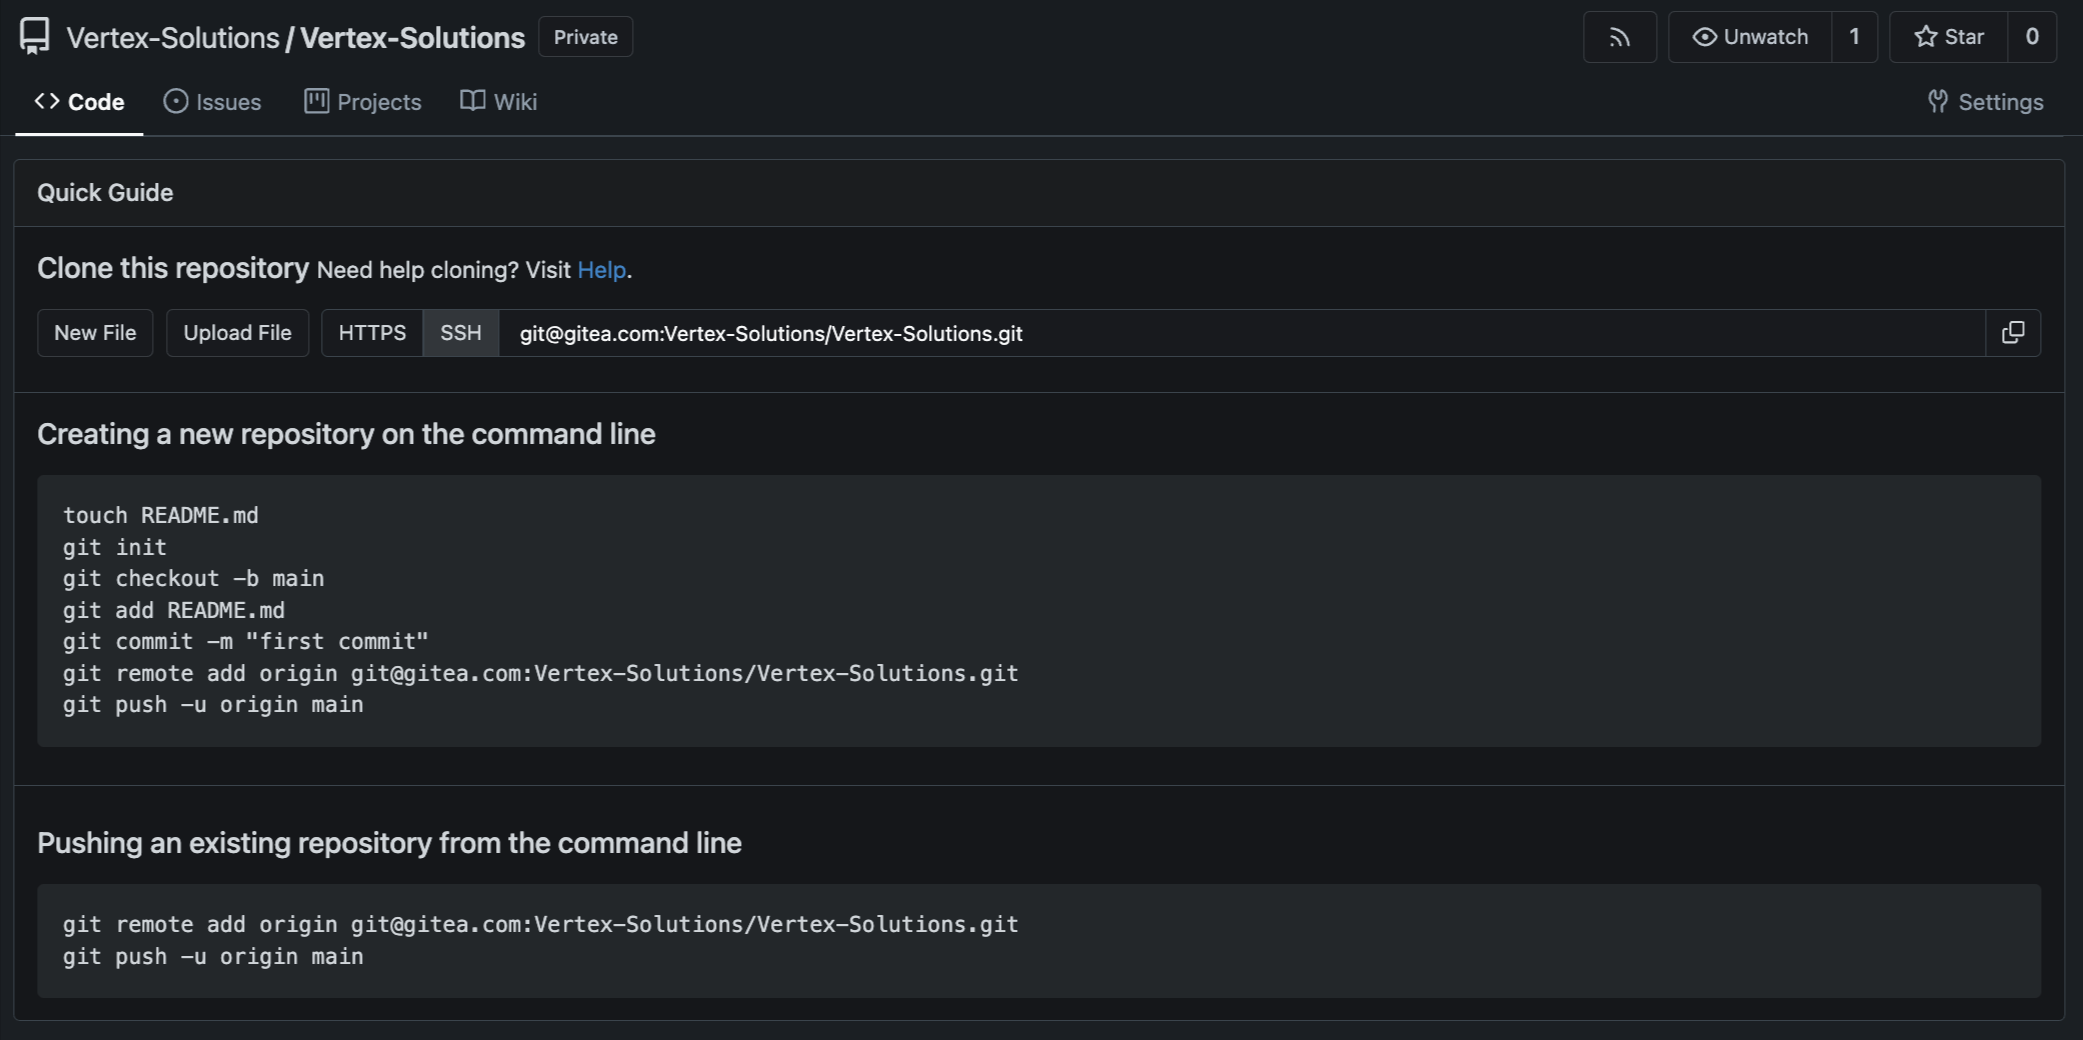 Vertex-Solutions / Vertex-Solutions Private Unwatch 1 Star 0
Code Issues Projects Wiki Settings
Quick Guide
Clone this repository Need help cloning? Visit Help.
New File Upload File HTTPS SSH git@gitea.com:Vertex-Solutions/Vertex-Solutions.git
Creating a new repository on the command line
touch README.md
git init
git checkout -b main
git add README.md
git commit -m "first commit"
git remote add origin git@gitea.com:Vertex-Solutions/Vertex-Solutions.git
git push -u origin main
Pushing an existing repository from the command line
git remote add origin git@gitea.com:Vertex-Solutions/Vertex-Solutions.git
git push -u origin main